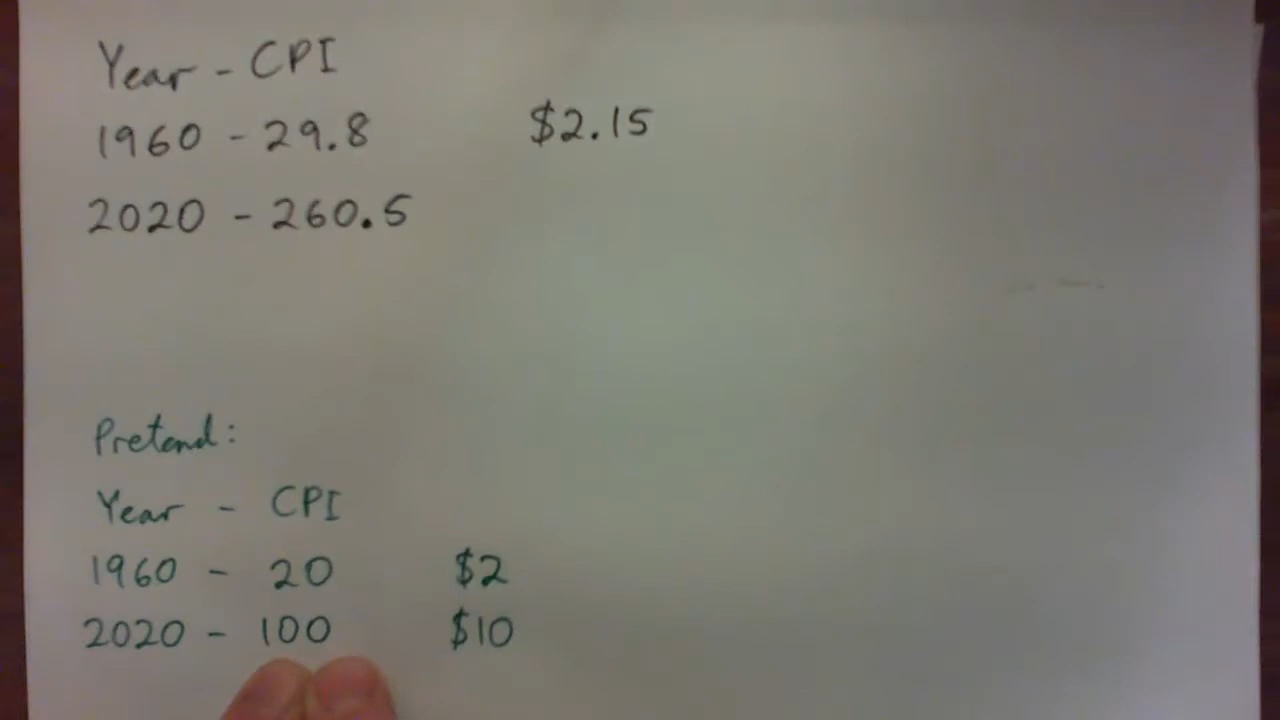 Year - CPI
1960 - 29.8 $2.15
2020 - 260.5
Pretend:
Year - CPI
1960 - 20 $2
2020 - 100 $10